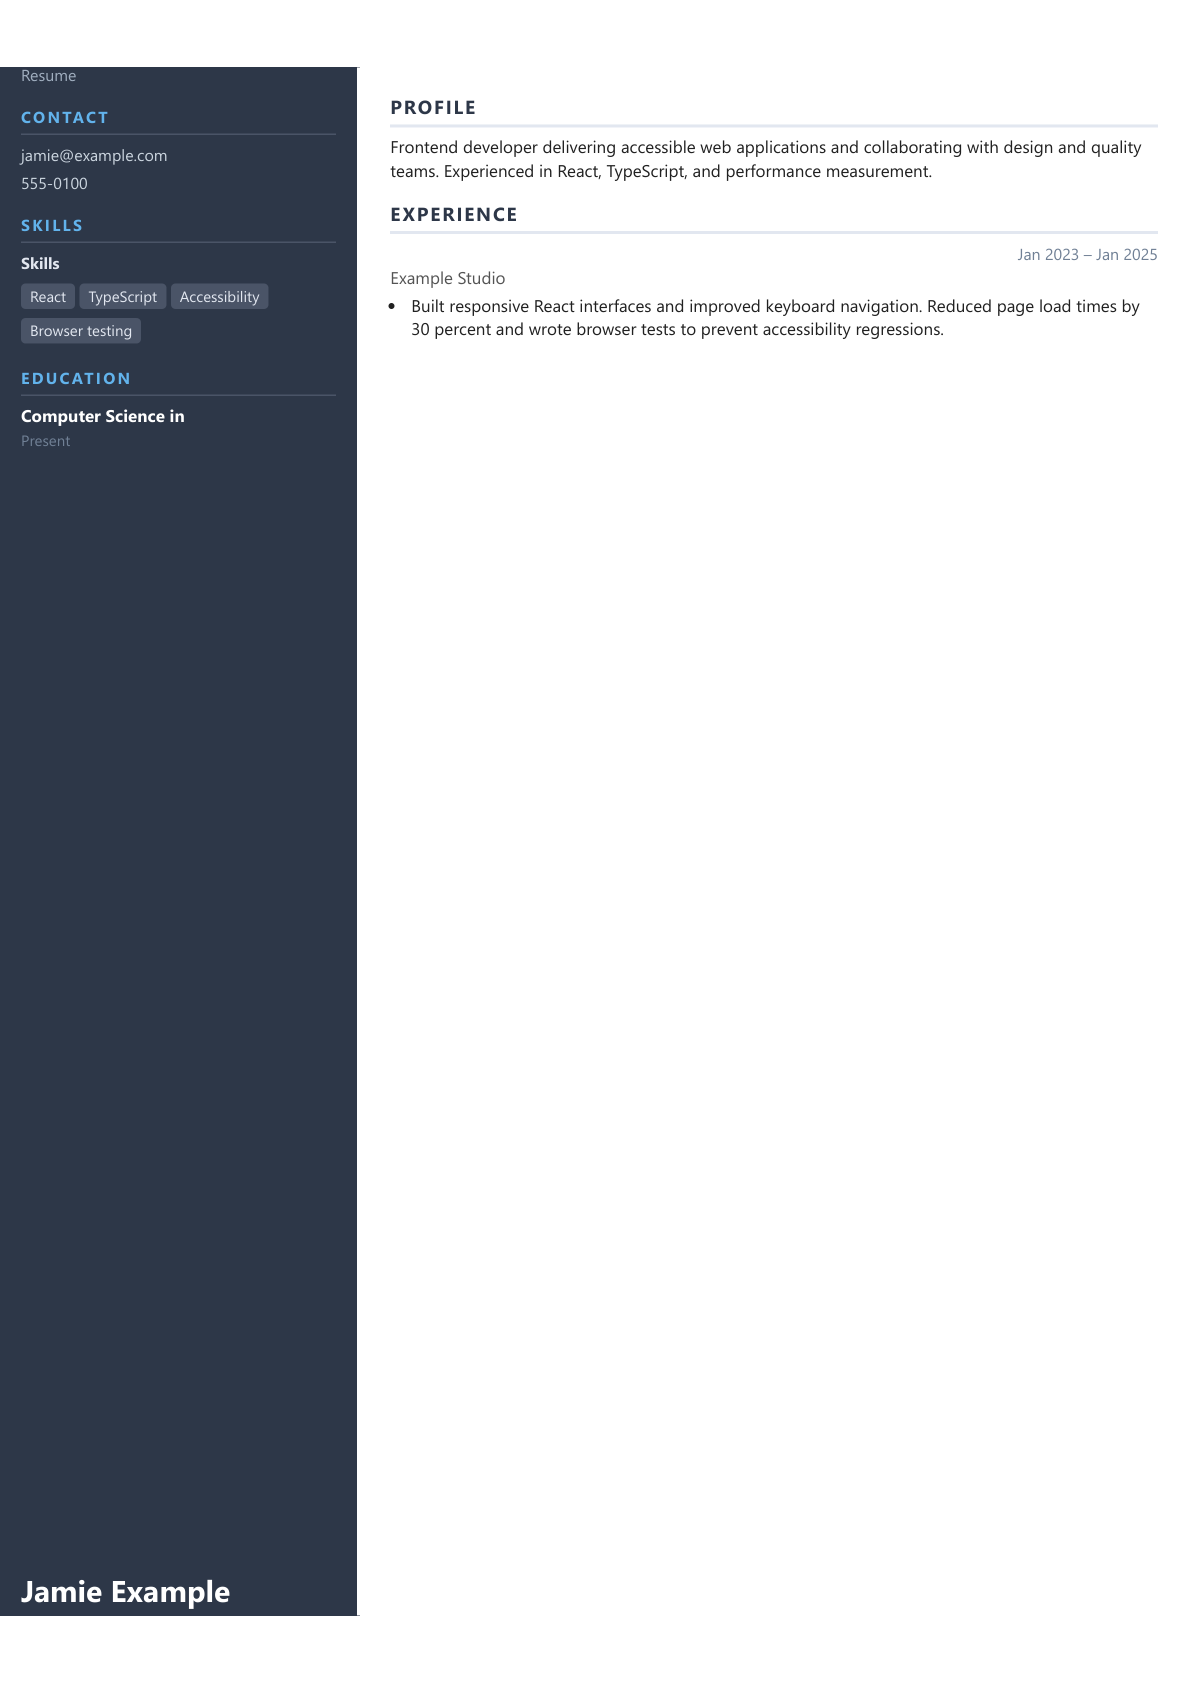 Resume
CONTACT
jamie@example.com
555-0100
SKILLS
Skills
React
TypeScript
Accessibility
Browser testing
EDUCATION
Computer Science in
Present
Jamie Example
PROFILE
Frontend developer delivering accessible web applications and collaborating with design and quality
teams. Experienced in React, TypeScript, and performance measurement.
EXPERIENCE
Jan 2023 – Jan 2025
Example Studio
• Built responsive React interfaces and improved keyboard navigation. Reduced page load times by
30 percent and wrote browser tests to prevent accessibility regressions.